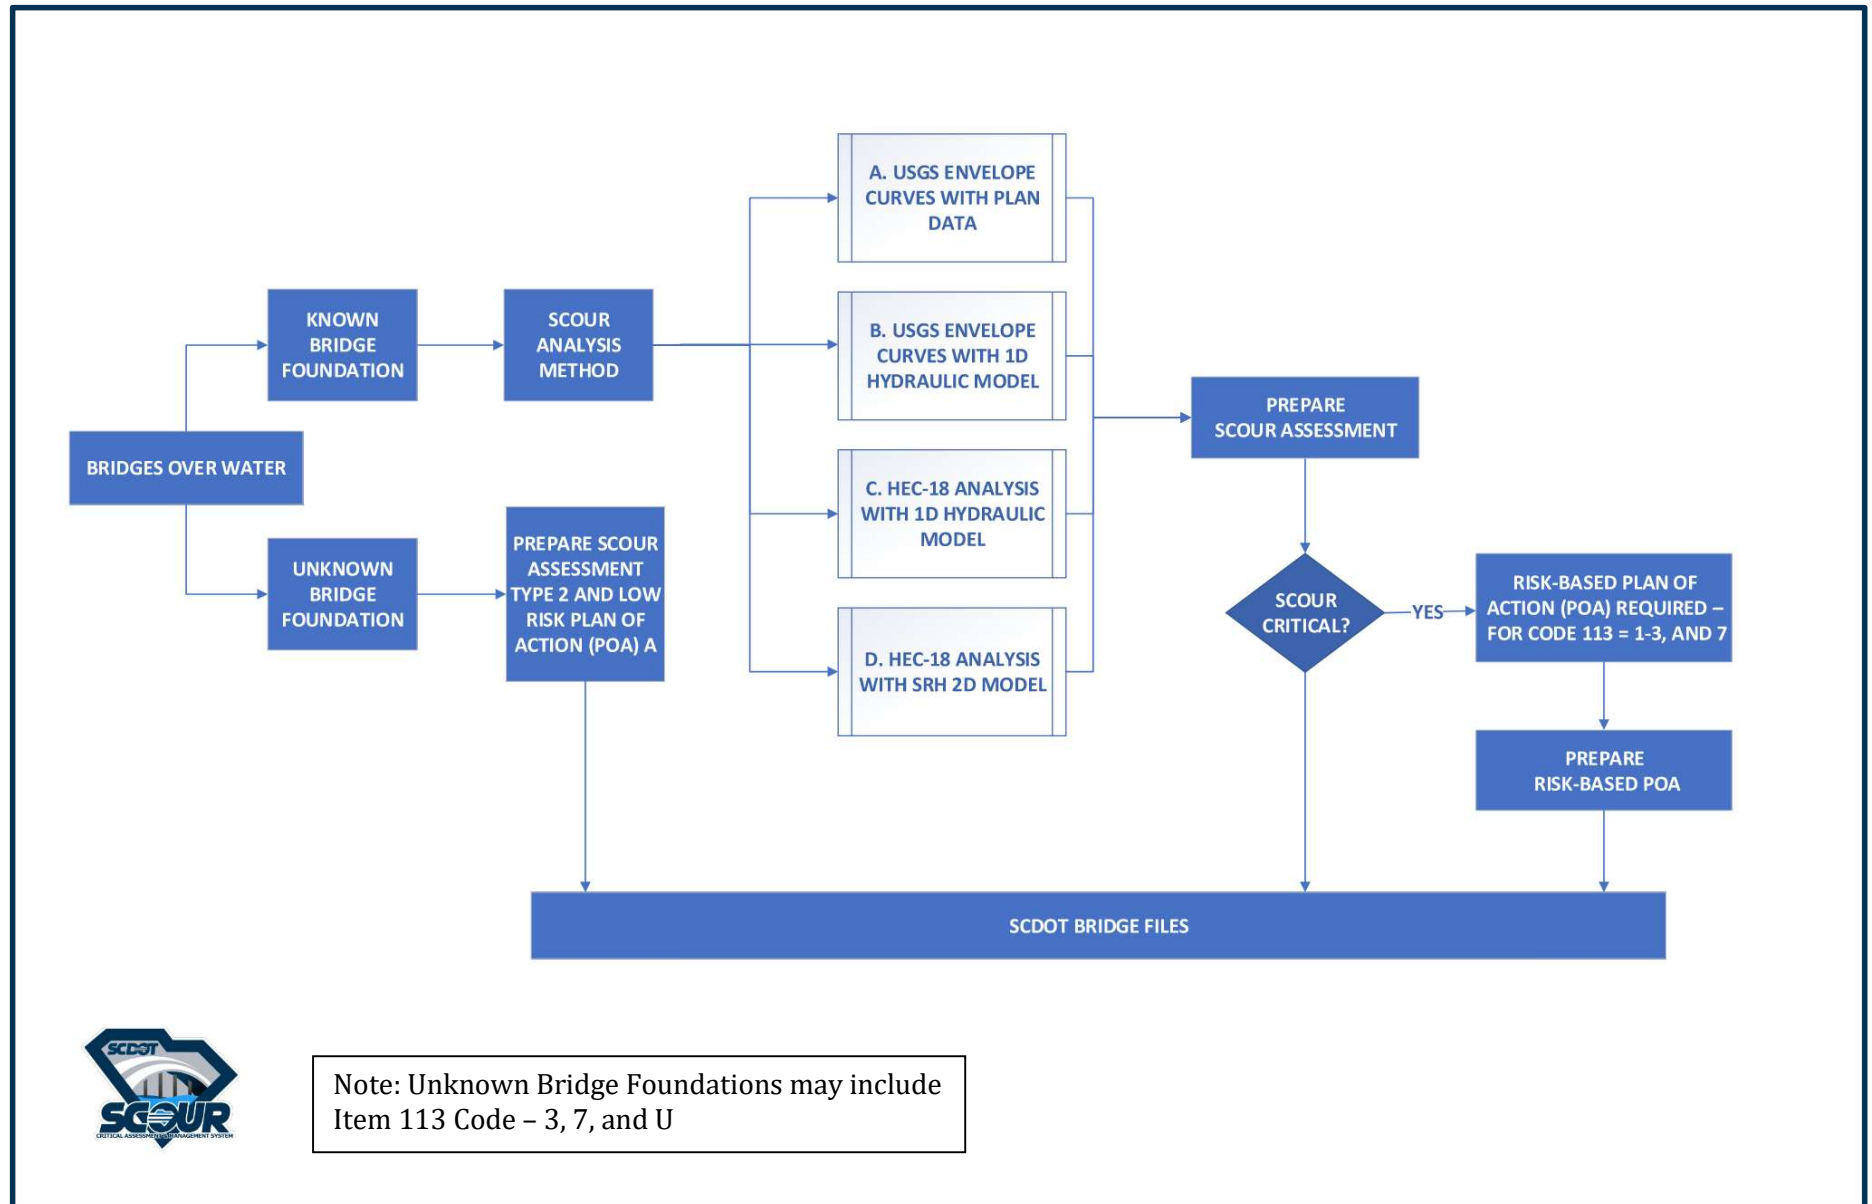 A. USGS ENVELOPE
CURVES WITH PLAN
DATA
KNOWN
BRIDGE
FOUNDATION
SCOUR
ANALYSIS
METHOD
B. USGS ENVELOPE
CURVES WITH 1D
HYDRAULIC MODEL
PREPARE
SCOUR ASSESSMENT
BRIDGES OVER WATER
C. HEC-18 ANALYSIS
WITH 1D HYDRAULIC
MODEL
UNKNOWN
BRIDGE
FOUNDATION
PREPARE SCOUR
ASSESSMENT
TYPE 2 AND LOW
RISK PLAN OF
ACTION (POA) A
SCOUR
CRITICAL?
YES
RISK-BASED PLAN OF
ACTION (POA) REQUIRED –
FOR CODE 113 = 1-3, AND 7
D. HEC-18 ANALYSIS
WITH SRH 2D MODEL
PREPARE
RISK-BASED POA
SCDOT BRIDGE FILES
SCDOT
SCOUR
CRITICAL ASSESSMENT & MANAGEMENT SYSTEM
Note: Unknown Bridge Foundations may include
Item 113 Code – 3, 7, and U